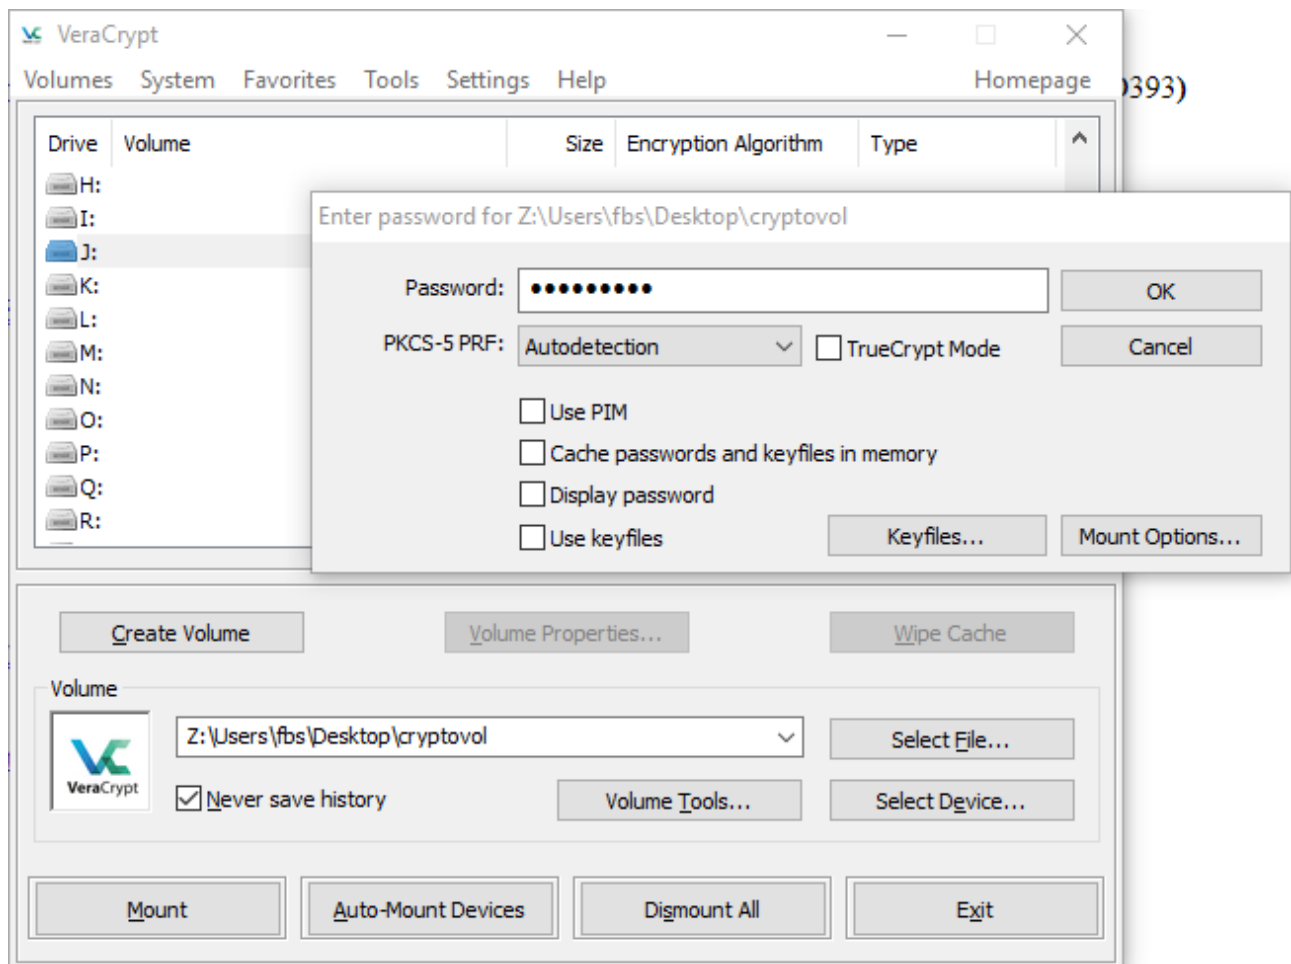 VeraCrypt
Volumes System Favorites Tools Settings Help Homepage
0393)
Drive Volume Size Encryption Algorithm Type
H:
I:
J:
K:
L:
M:
N:
O:
P:
Q:
R:
Enter password for Z:\Users\fbs\Desktop\cryptovol
Password: ●●●●●●●●● OK
PKCS-5 PRF: Autodetection TrueCrypt Mode Cancel
Use PIM
Cache passwords and keyfiles in memory
Display password
Use keyfiles Keyfiles... Mount Options...
Create Volume Volume Properties... Wipe Cache
Volume
VeraCrypt
Z:\Users\fbs\Desktop\cryptovol Select File...
Never save history Volume Tools... Select Device...
Mount Auto-Mount Devices Dismount All Exit